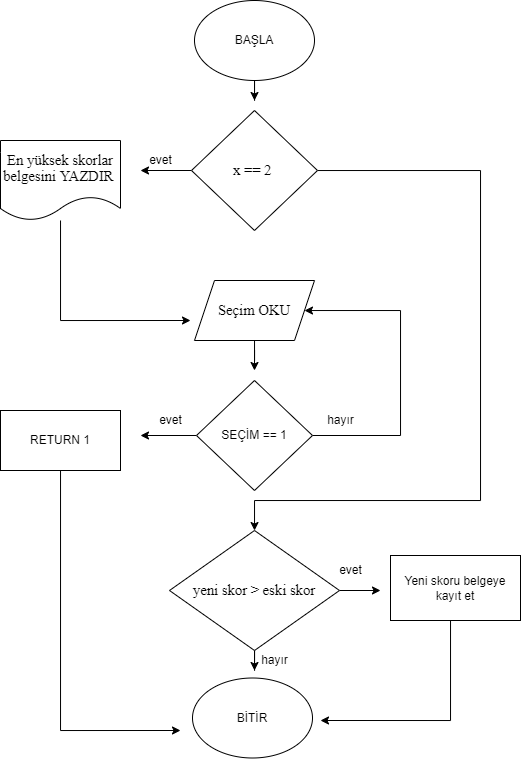 BAŞLA
evet
x == 2
En yüksek skorlar
belgesini YAZDIR
Seçim OKU
evet
hayır
RETURN 1
SEÇİM == 1
evet
yeni skor > eski skor
Yeni skoru belgeye
kayıt et
hayır
BİTİR